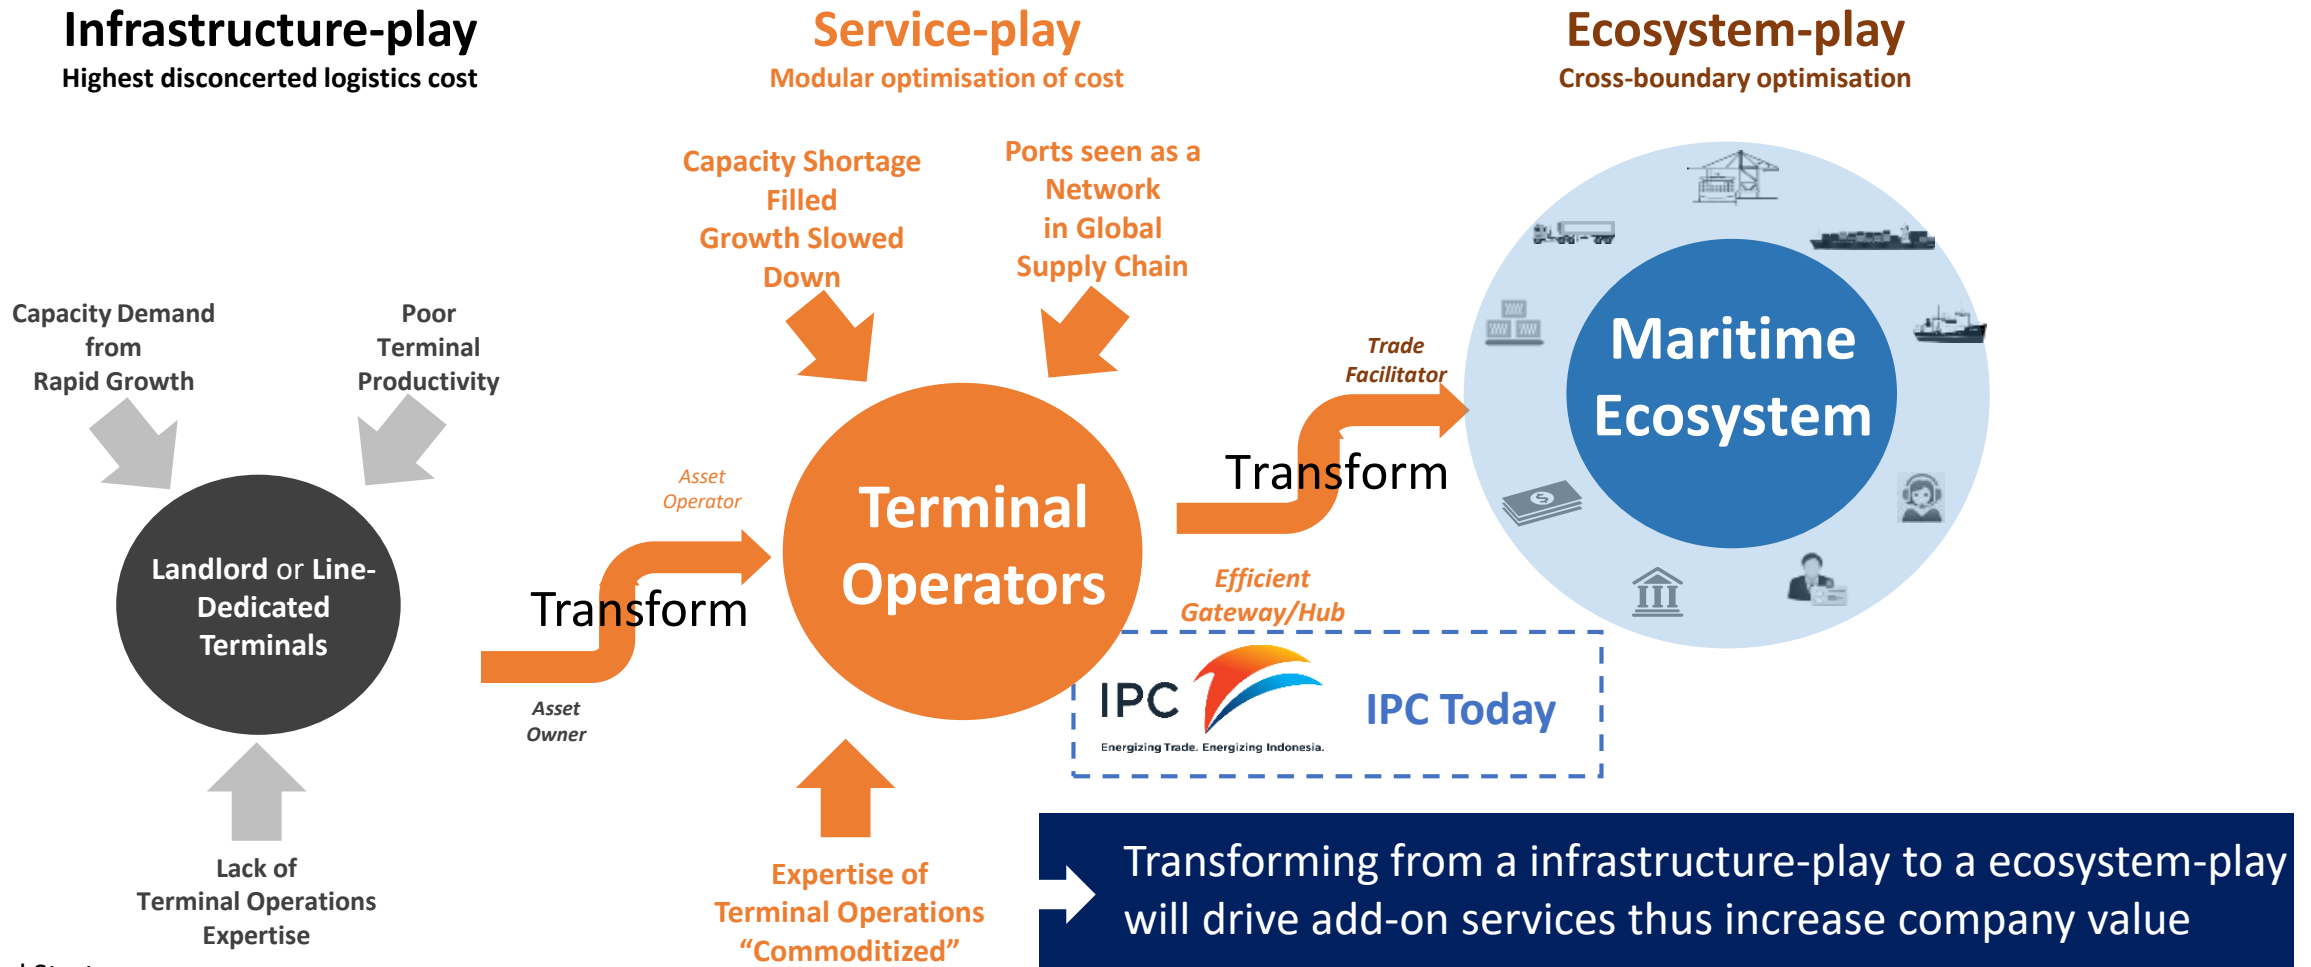 Infrastructure-play
Highest disconcerted logistics cost
Service-play
Modular optimisation of cost
Ecosystem-play
Cross-boundary optimisation
Capacity Demand
from
Rapid Growth
Poor
Terminal
Productivity
Landlord or Line-
Dedicated
Terminals
Lack of
Terminal Operations
Expertise
Asset
Owner
Transform
Asset
Operator
Capacity Shortage
Filled
Growth Slowed
Down
Ports seen as a
Network
in Global
Supply Chain
Terminal
Operators
Expertise of
Terminal Operations
“Commoditized”
Efficient
Gateway/Hub
Transform
Trade
Facilitator
Maritime
Ecosystem
IPC
Energizing Trade. Energizing Indonesia.
IPC Today
Transforming from a infrastructure-play to a ecosystem-play
will drive add-on services thus increase company value